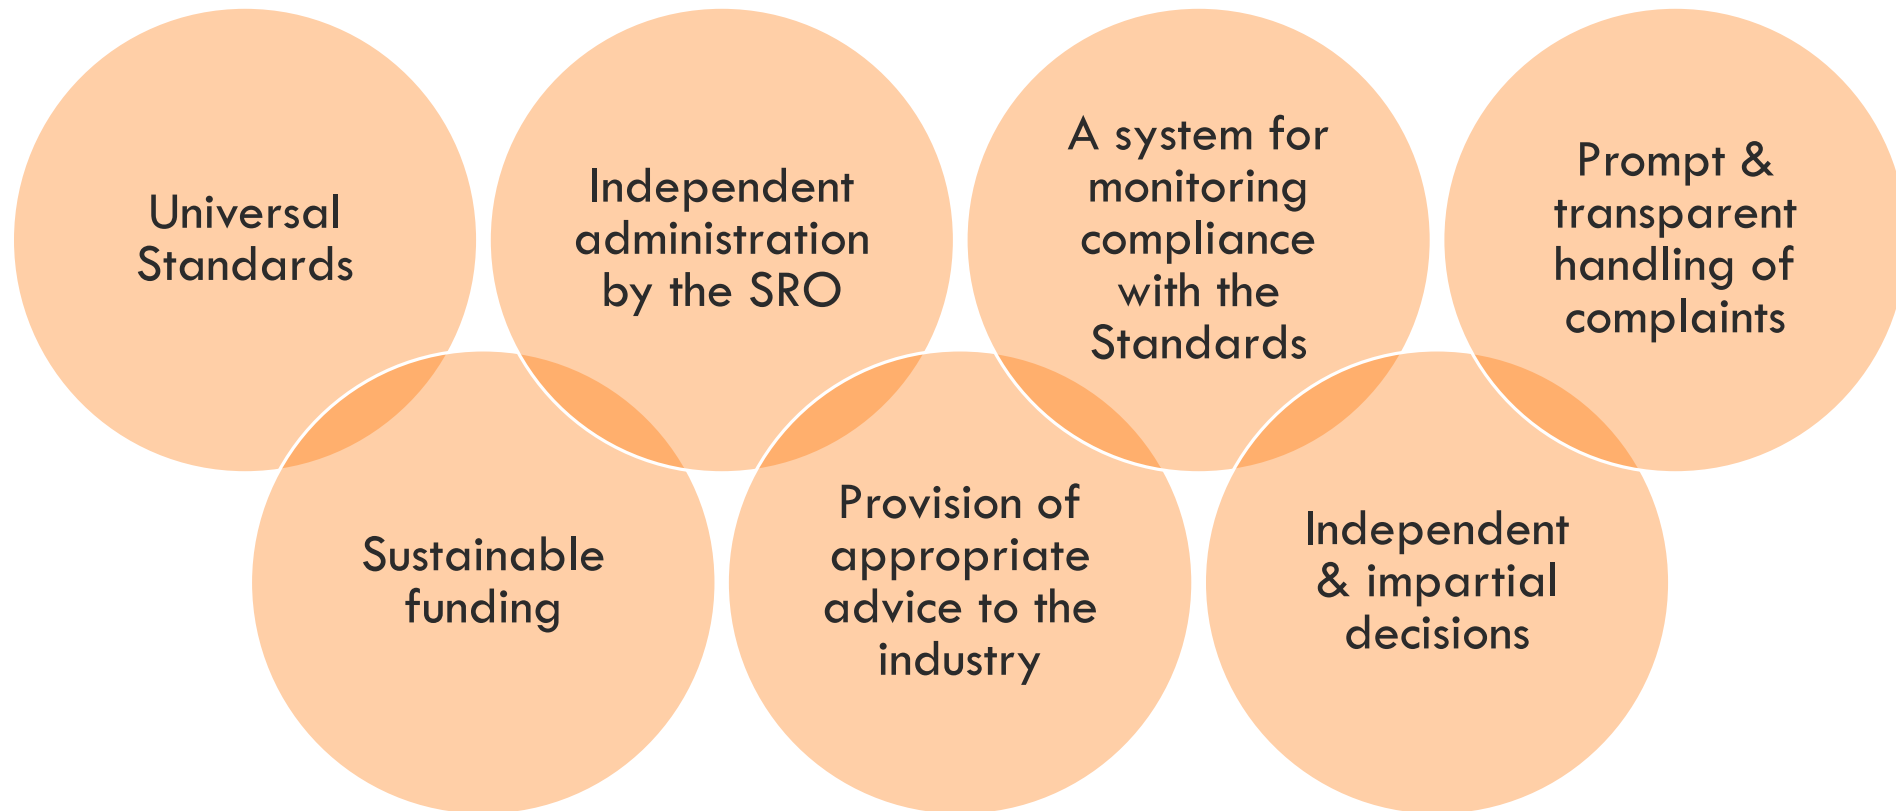 Universal
Standards
Sustainable
funding
Independent
administration
by the SRO
Provision of
appropriate
advice to the
industry
A system for
monitoring
compliance
with the
Standards
Independent
& impartial
decisions
Prompt &
transparent
handling of
complaints